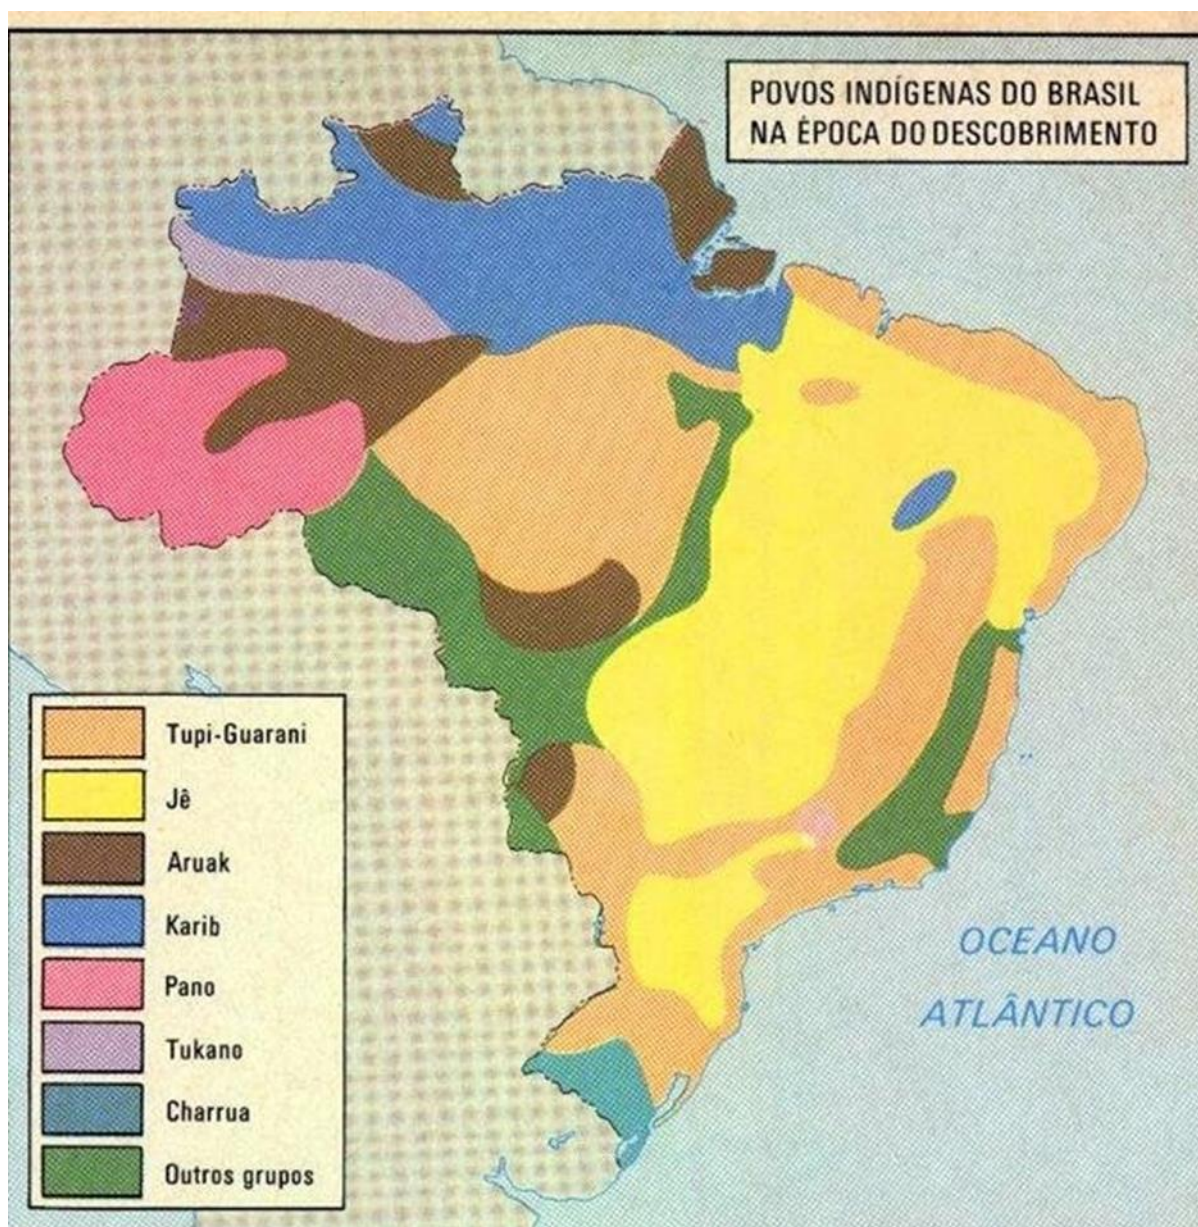 POVOS INDÍGENAS DO BRASIL
NA ÉPOCA DO DESCOBRIMENTO
Tupi-Guarani
Jê
Aruak
Karib
Pano
Tukano
Charrua
Outros grupos
OCEANO
ATLÂNTICO